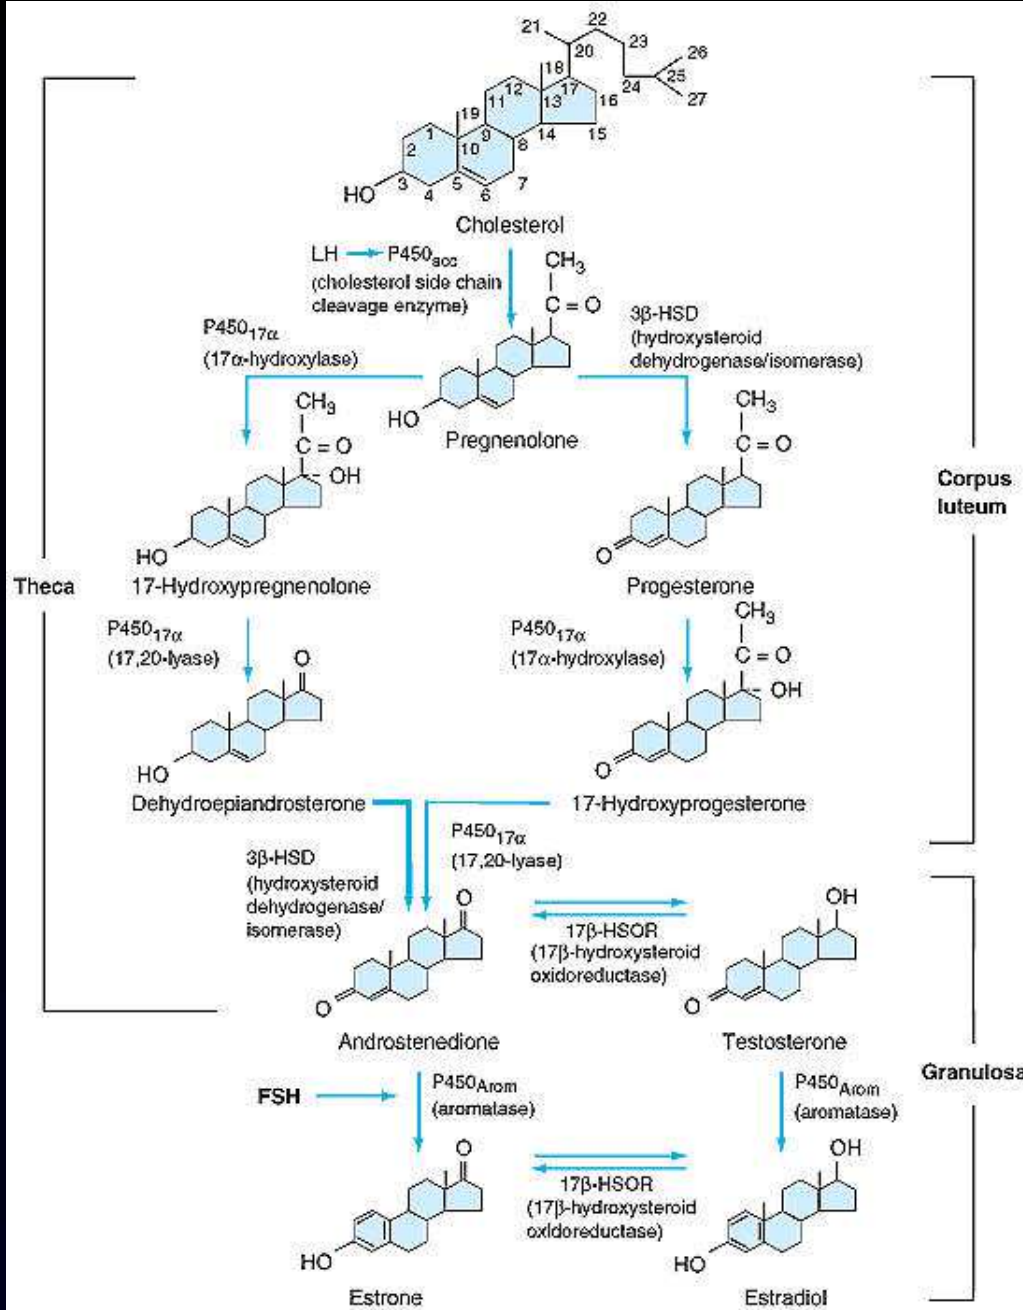 21
22
20
23
26
18
25
24
27
17
12
16
11
13
19
15
1
9
14
2
10
8
HO
3
4
5
6
7
Cholesterol
LH
P450scc
(cholesterol side chain
cleavage enzyme)
CH3
C = O
P45017α
(17α-hydroxylase)
3β-HSD
(hydroxysteroid
dehydrogenase/isomerase)
HO
Pregnenolone
CH3
C = O
OH
HO
17-Hydroxypregnenolone
CH3
C = O
O
Progesterone
Corpus
luteum
Theca
P45017α
(17,20-lyase)
O
HO
Dehydroepiandrosterone
P45017α
(17α-hydroxylase)
CH3
C = O
OH
O
17-Hydroxyprogesterone
3β-HSD
(hydroxysteroid
dehydrogenase/
isomerase)
P45017α
(17,20-lyase)
O
O
Androstenedione
17β-HSOR
(17β-hydroxysteroid
oxidoreductase)
OH
O
Testosterone
Granulosa
FSH
P450Arom
(aromatase)
P450Arom
(aromatase)
O
HO
Estrone
17β-HSOR
(17β-hydroxysteroid
oxidoreductase)
OH
HO
Estradiol